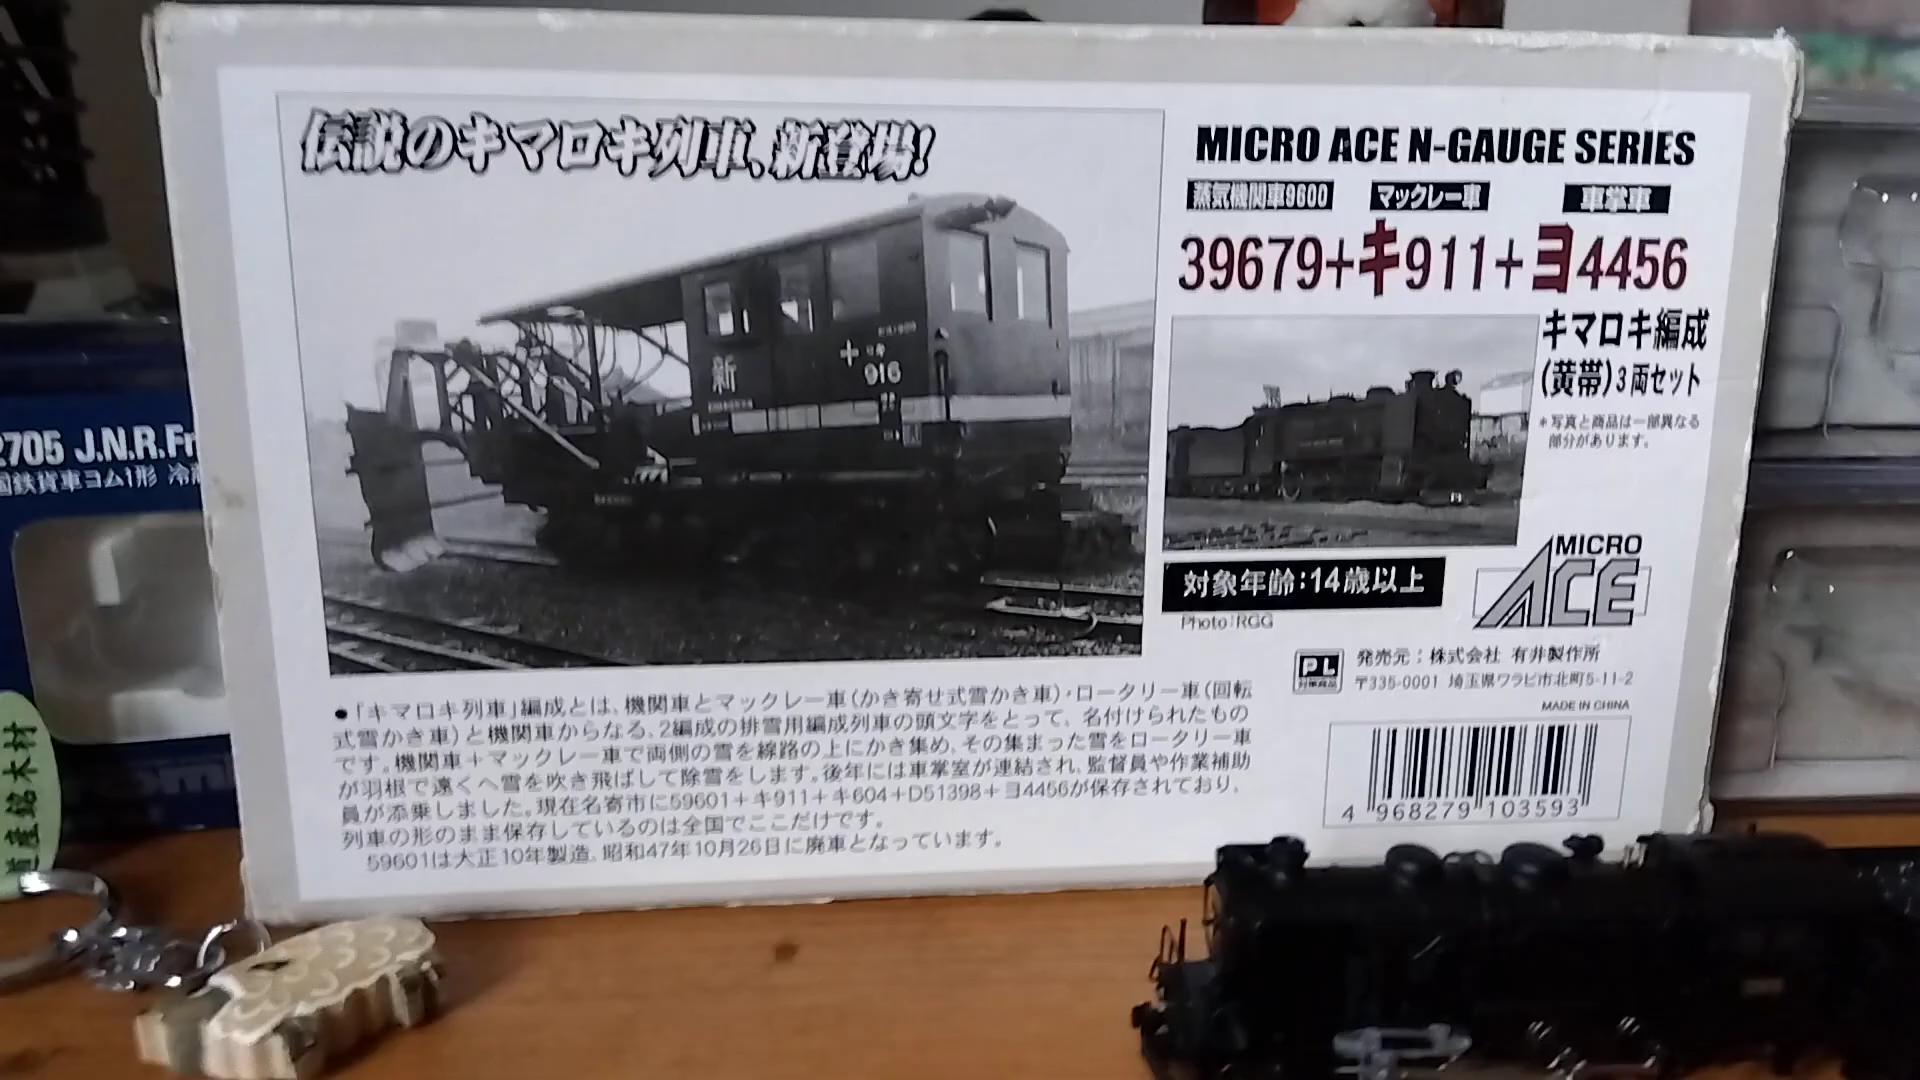 伝説のキマロキ列車、新登場!
MICRO ACE N-GAUGE SERIES
蒸気機関車9600 マックレー車 車掌車
39679+キ911+ヨ4456
キマロキ編成
(黄帯)3両セット
*写真と商品は一部異なる
部分があります。
新
キ
916
対象年齢:14歳以上
Photo:RGG
MICRO
ACE
PL
対策商品
発売元:株式会社 有井製作所
〒335-0001 埼玉県ワラビ市北町5-11-2
MADE IN CHINA
4 968279 103593
●「キマロキ列車」編成とは、機関車とマックレー車(かき寄せ式雪かき車)・ロータリー車(回転
式雪かき車)と機関車からなる、2編成の排雪用編成列車の頭文字をとって、名付けられたもの
です。機関車+マックレー車で両側の雪を線路の上にかき集め、その集まった雪をロータリー車
が羽根で遠くへ雪を吹き飛ばして除雪をします。後年には車掌室が連結され、監督員や作業補助
員が添乗しました。現在名寄市に59601+キ911+キ604+D51398+ヨ4456が保存されており、
列車の形のまま保存しているのは全国でここだけです。
59601は大正10年製造、昭和47年10月26日に廃車となっています。
2705 J.N.R.Fr
国鉄貨車ヨム1形 冷
道産銘木材